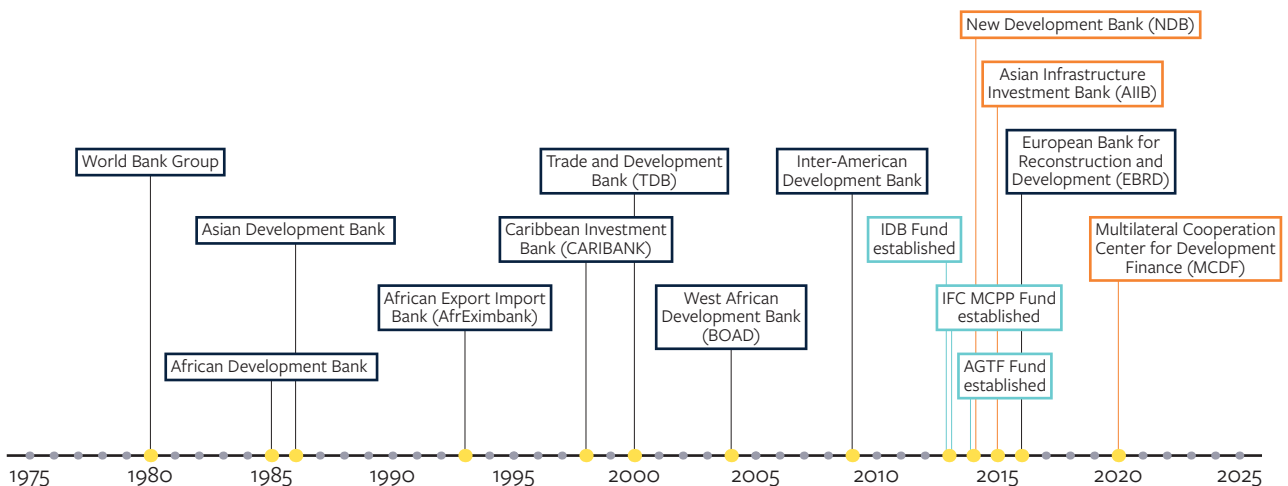 New Development Bank (NDB)
Asian Infrastructure
Investment Bank (AIIB)
World Bank Group
Trade and Development
Bank (TDB)
Inter-American
Development Bank
European Bank for
Reconstruction and
Development (EBRD)
Asian Development Bank
Caribbean Investment
Bank (CARIBANK)
IDB Fund
established
Multilateral Cooperation
Center for Development
Finance (MCDF)
African Export Import
Bank (AfrEximbank)
West African
Development Bank
(BOAD)
IFC MCPP Fund
established
African Development Bank
AGTF Fund
established
1975
1980
1985
1990
1995
2000
2005
2010
2015
2020
2025